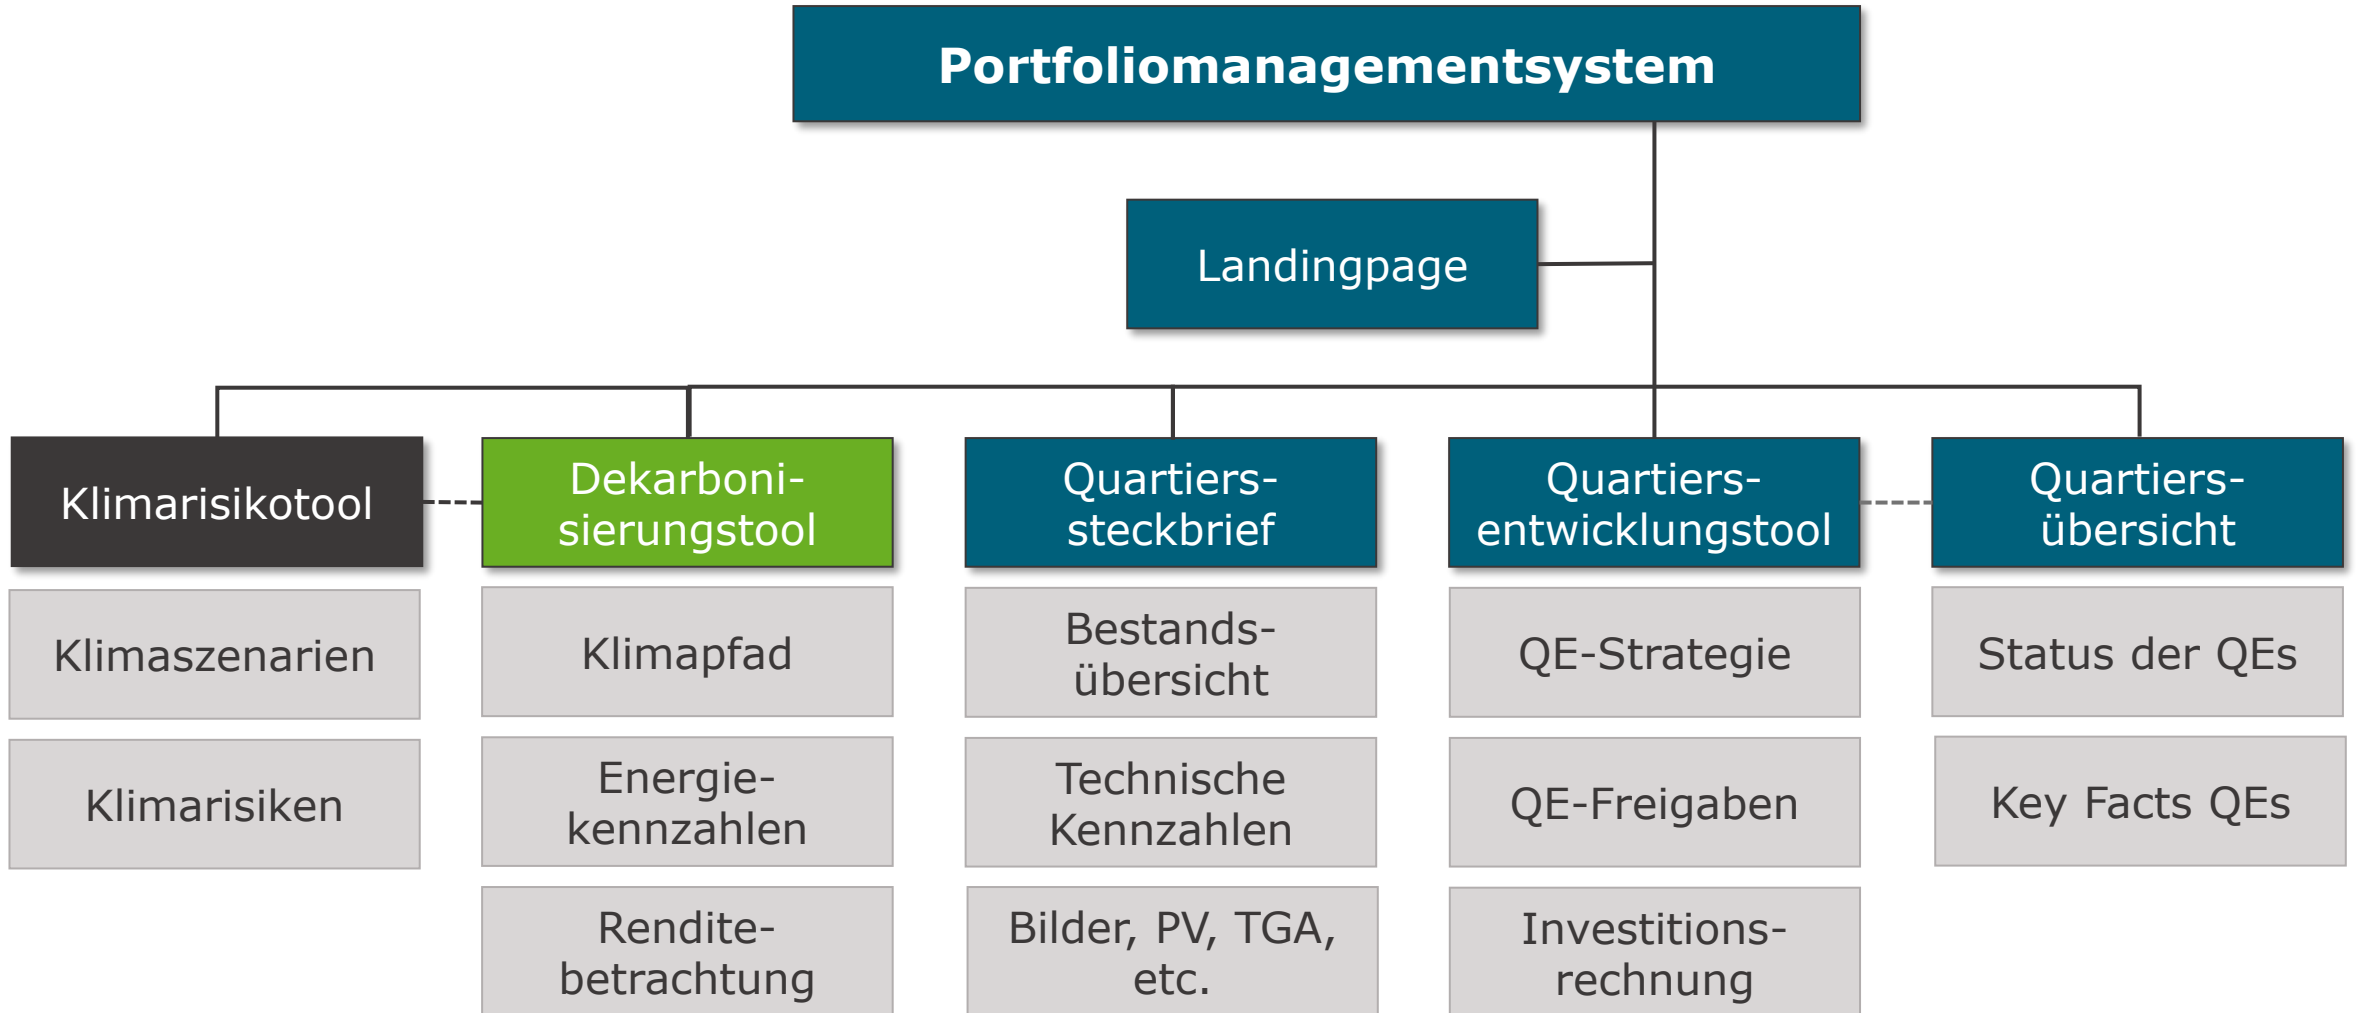 Portfoliomanagementsystem
Landingpage
Klimarisikotool
Dekarboni-
sierungstool
Quartiers-
steckbrief
Quartiers-
entwicklungstool
Quartiers-
übersicht
Klimaszenarien
Klimapfad
Bestands-
übersicht
QE-Strategie
Status der QEs
Klimarisiken
Energie-
kennzahlen
Technische
Kennzahlen
QE-Freigaben
Key Facts QEs
Rendite-
betrachtung
Bilder, PV, TGA,
etc.
Investitions-
rechnung